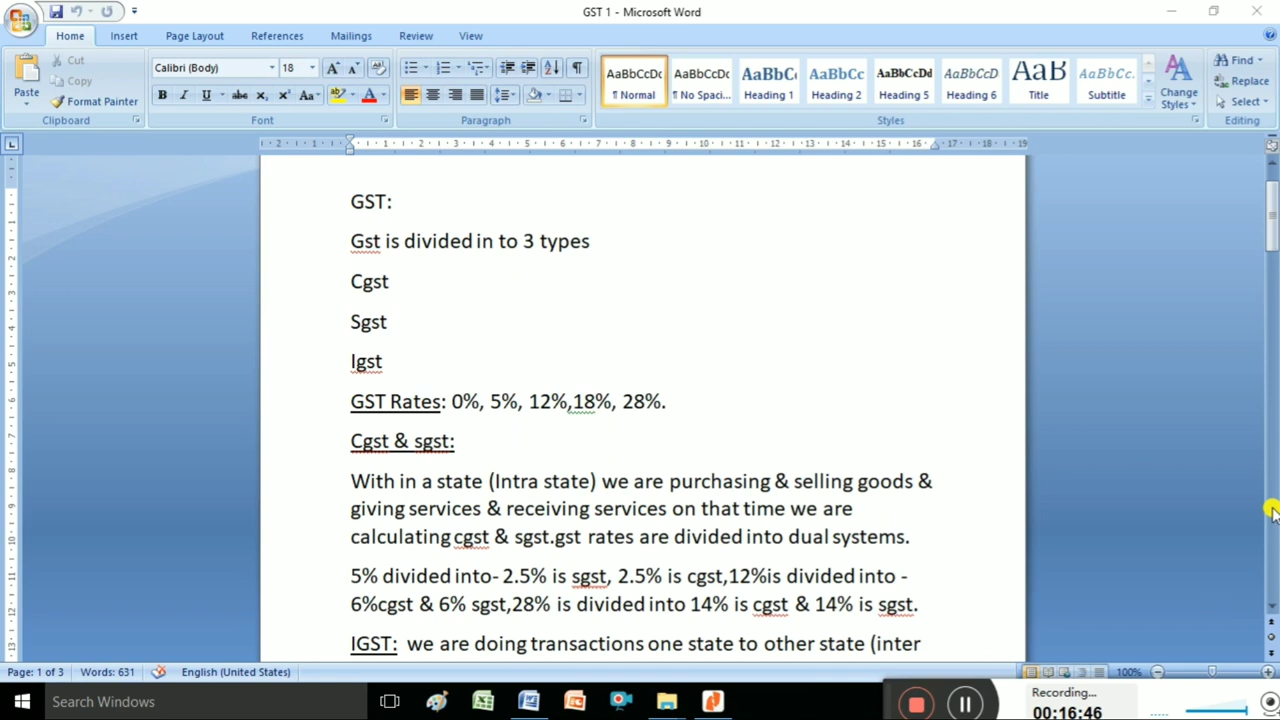 GST 1 - Microsoft Word
Home Insert Page Layout References Mailings Review View
Paste
Cut
Copy
Format Painter
Clipboard
Calibri (Body) 18
Font
Paragraph
AaBbCcDc AaBbCcDc AaBbC AaBbCc AaBbCcDd AaBbCcD AaB AaBbCc.
¶ Normal ¶ No Spaci... Heading 1 Heading 2 Heading 5 Heading 6 Title Subtitle
Change Styles
Styles
Find
Replace
Select
Editing
GST:
Gst is divided in to 3 types
Cgst
Sgst
Igst
GST Rates: 0%, 5%, 12%,18%, 28%.
Cgst & sgst:
With in a state (Intra state) we are purchasing & selling goods &
giving services & receiving services on that time we are
calculating cgst & sgst.gst rates are divided into dual systems.
5% divided into- 2.5% is sgst, 2.5% is cgst,12%is divided into -
6%cgst & 6% sgst,28% is divided into 14% is cgst & 14% is sgst.
IGST: we are doing transactions one state to other state (inter
Page: 1 of 3 Words: 631 English (United States) 100%
Search Windows
Recording...
00:16:46